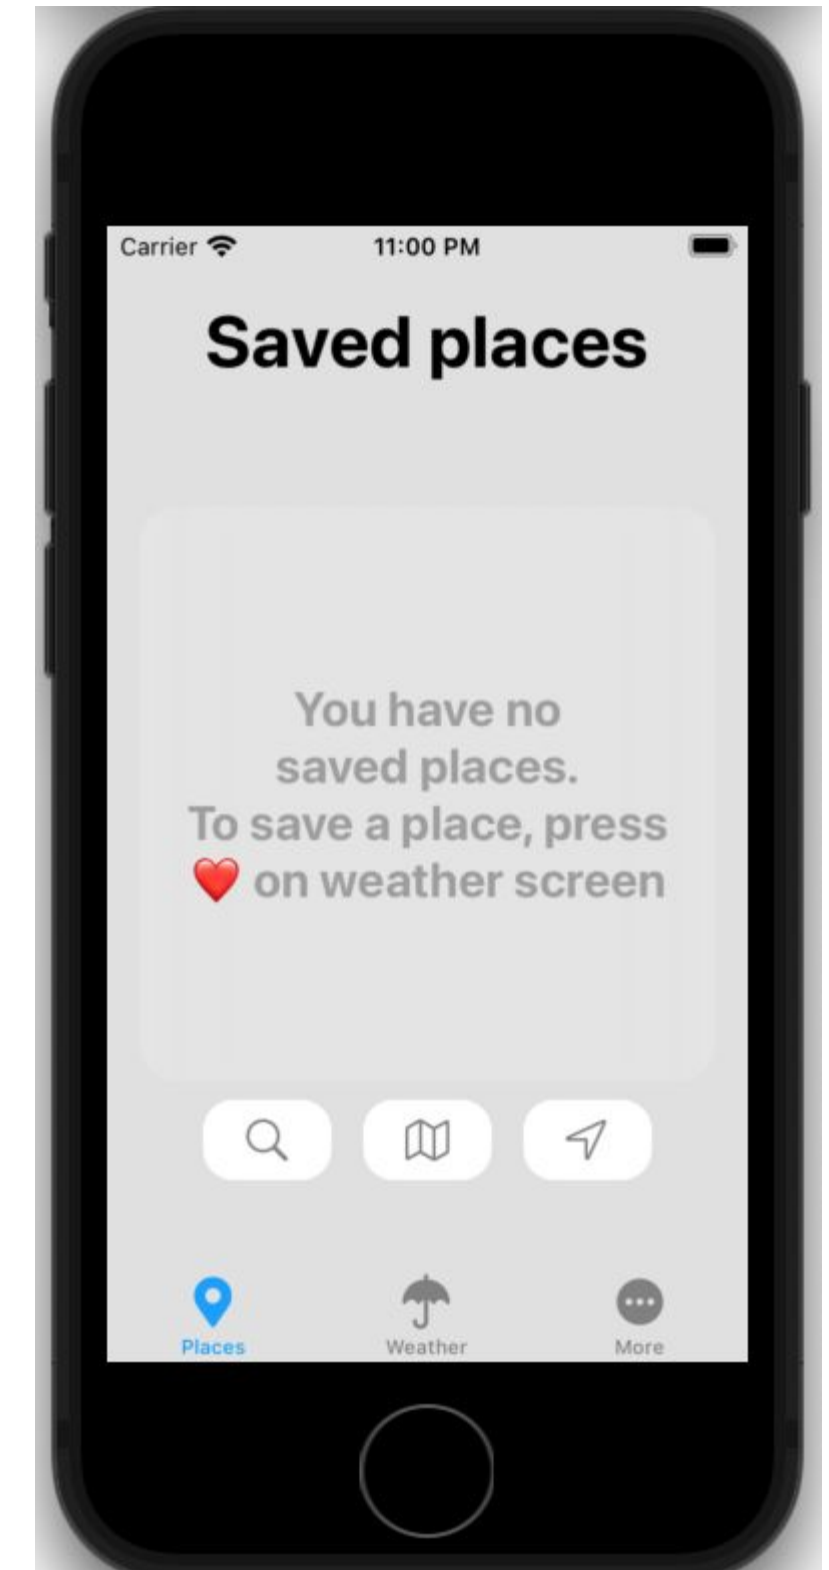 Carrier
11:00 PM
Saved places
You have no
saved places.
To save a place, press
❤️ on weather screen
Places
Weather
More